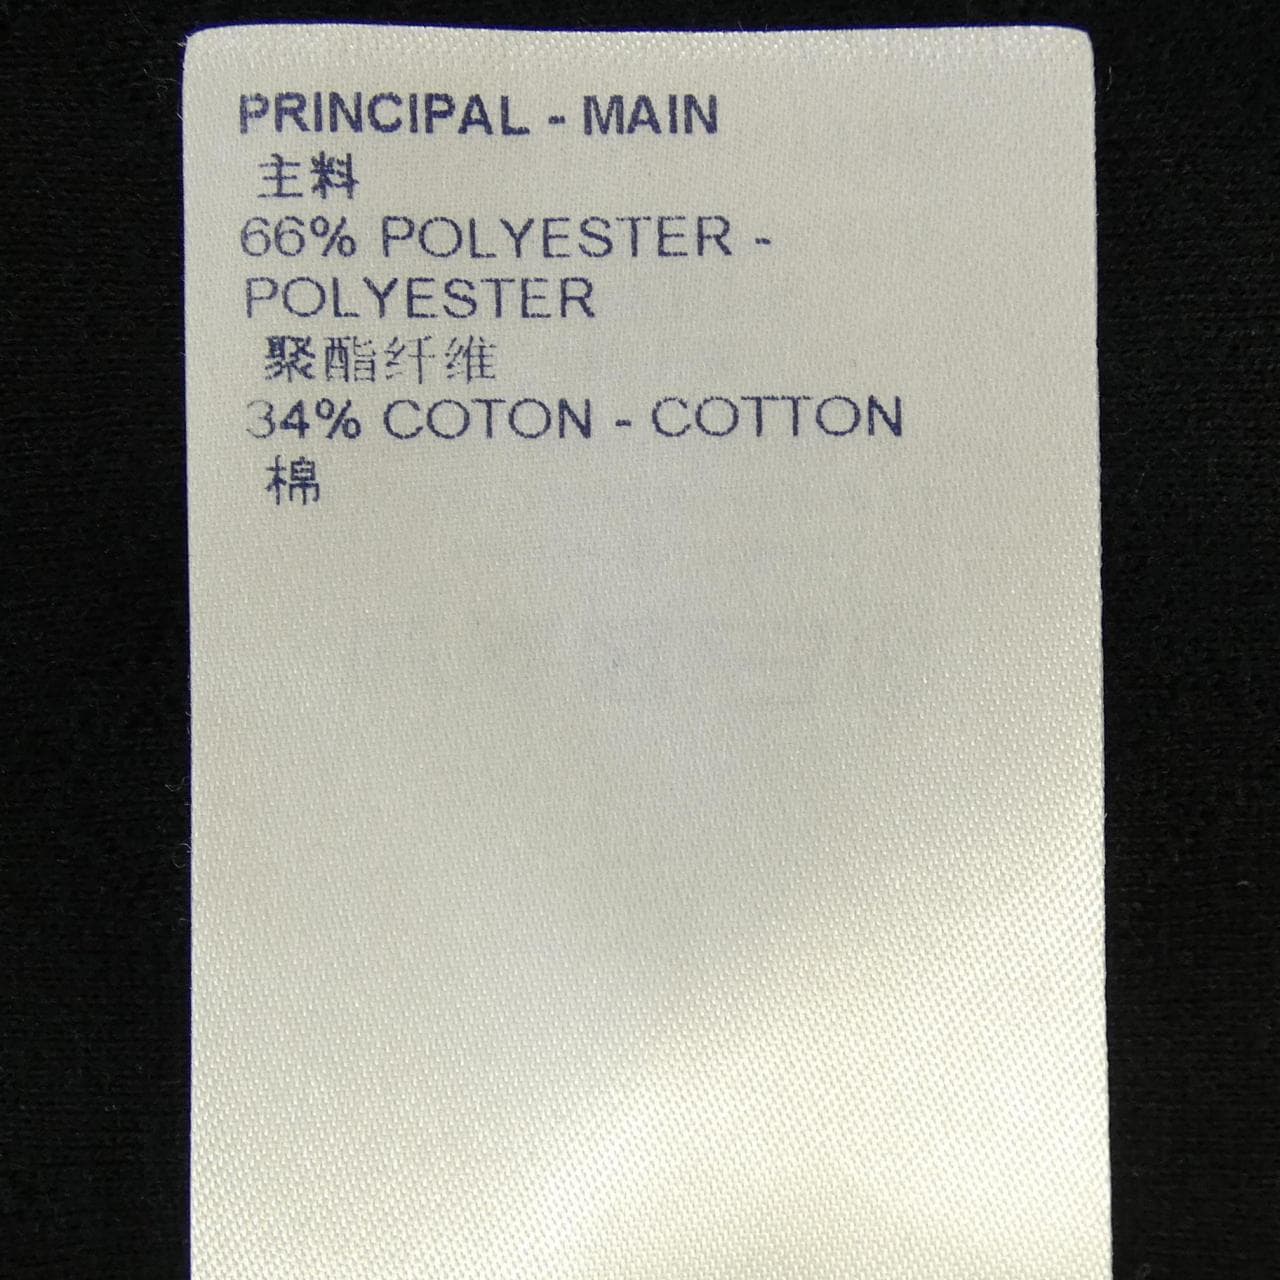 PRINCIPAL - MAIN
主料
66% POLYESTER -
POLYESTER
聚酯纤维
34% COTON - COTTON
棉